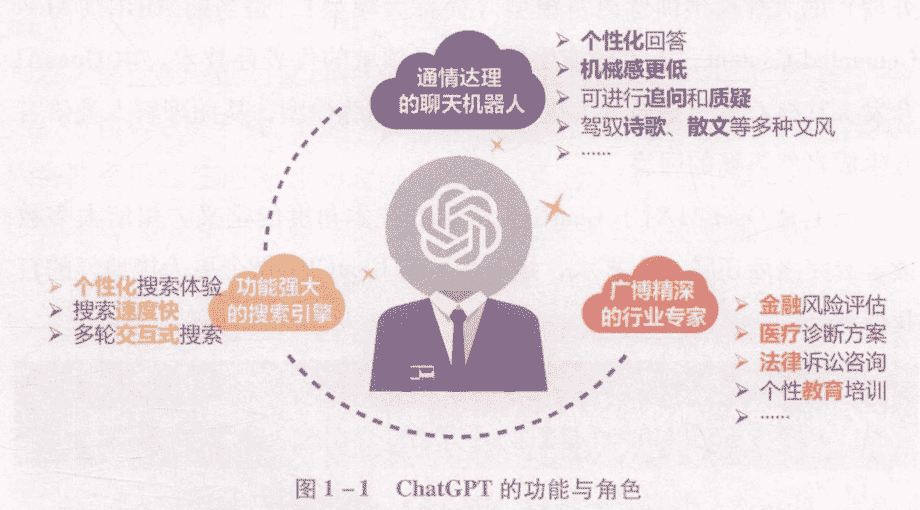 通情达理
的聊天机器人
➢ 个性化回答
➢ 机械感更低
➢ 可进行追问和质疑
➢ 驾驭诗歌、散文等多种文风
➢ ……
功能强大
的搜索引擎
➢ 个性化搜索体验
➢ 搜索速度快
➢ 多轮交互式搜索
广博精深
的行业专家
➢ 金融风险评估
➢ 医疗诊断方案
➢ 法律诉讼咨询
➢ 个性教育培训
➢ ……
图 1－1 ChatGPT 的功能与角色